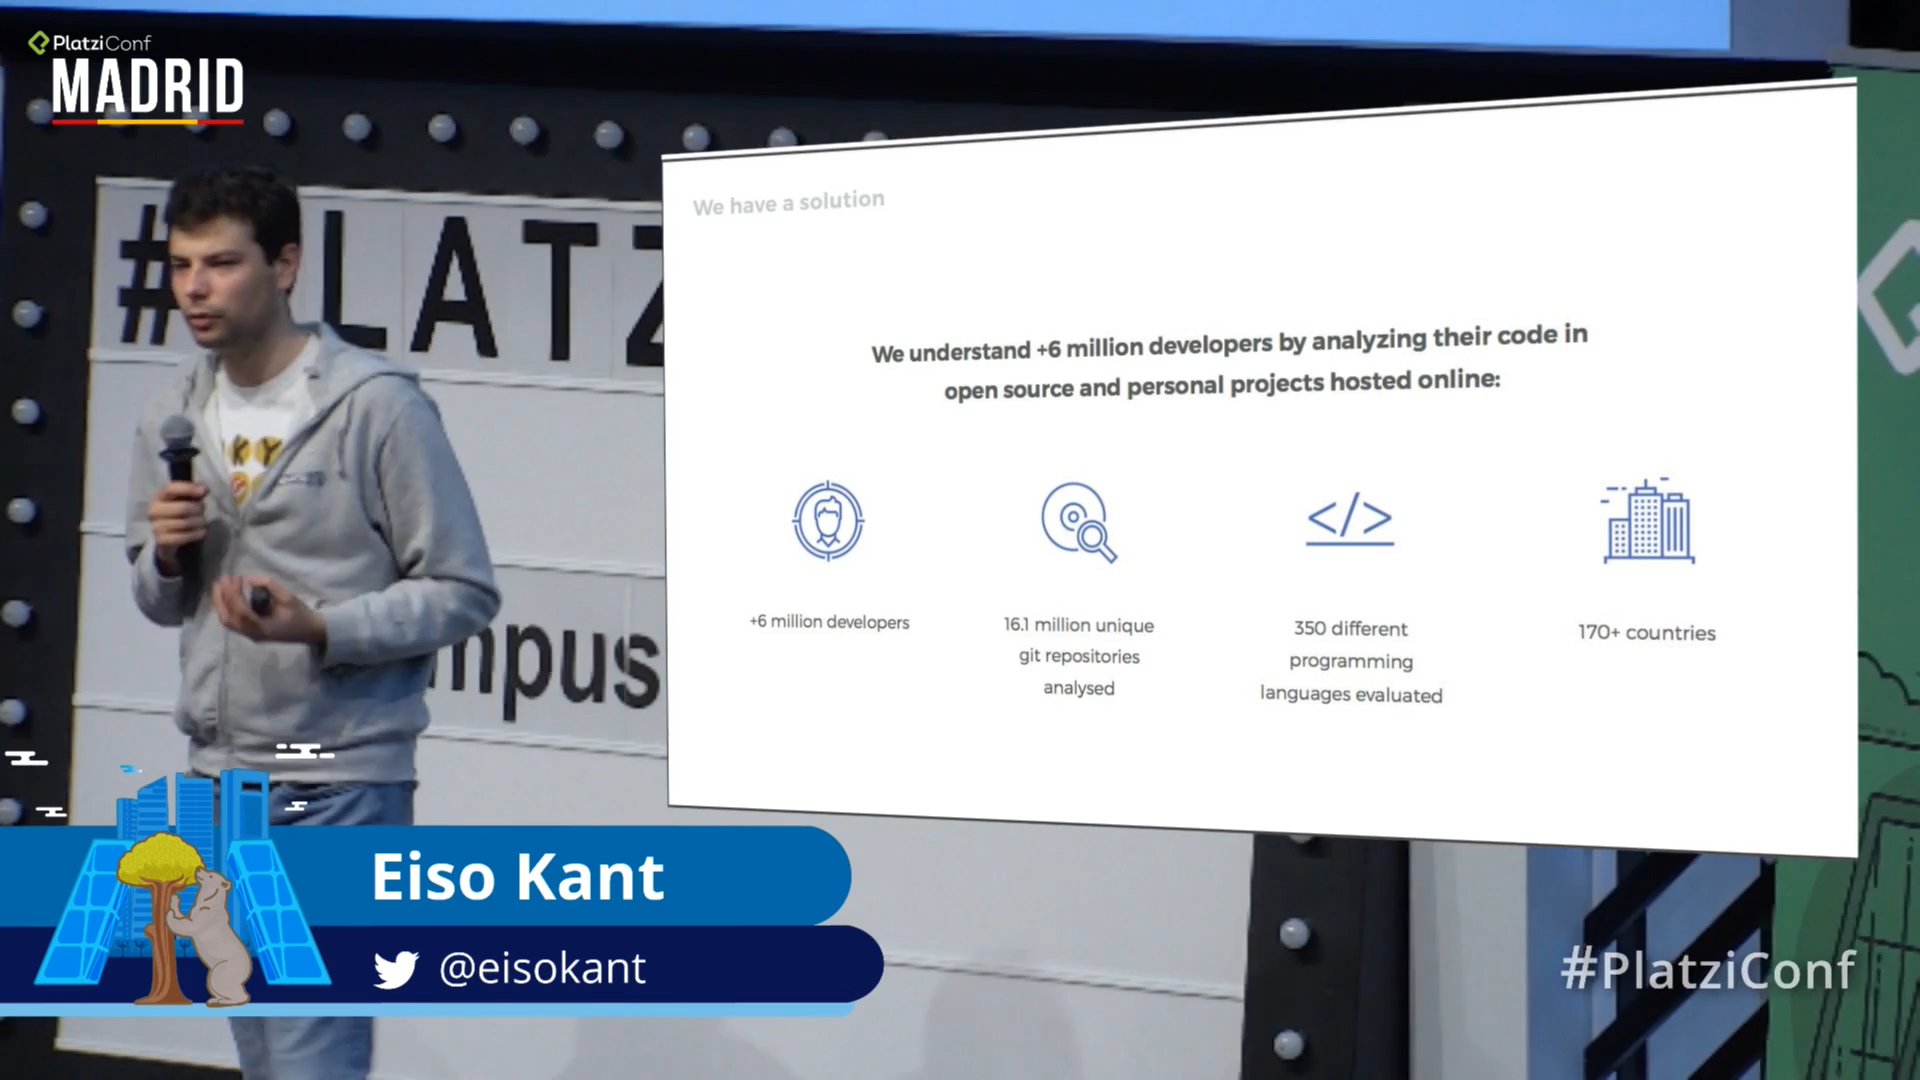 PlatziConf
MADRID
#PLATZ
mpus
We have a solution
We understand +6 million developers by analyzing their code in
open source and personal projects hosted online:
+6 million developers
16.1 million unique
git repositories
analysed
350 different
programming
languages evaluated
170+ countries
Eiso Kant
@eisokant
#PlatziConf